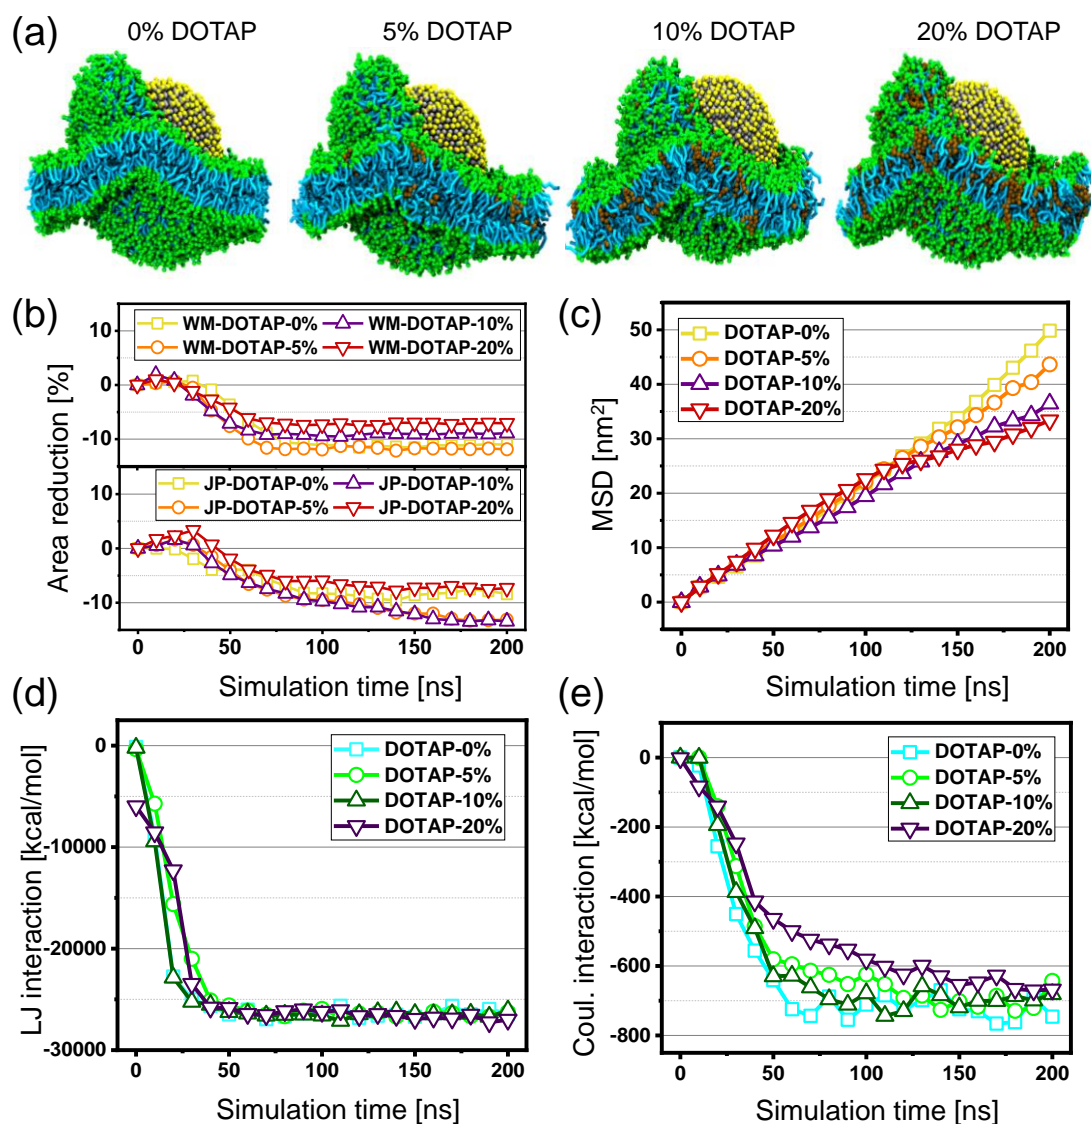 (a)
0% DOTAP 5% DOTAP 10% DOTAP 20% DOTAP
(b)
WM-DOTAP-0% WM-DOTAP-10%
WM-DOTAP-5% WM-DOTAP-20%
10
0
-10
JP-DOTAP-0% JP-DOTAP-10%
JP-DOTAP-5% JP-DOTAP-20%
10
0
-10
Area reduction [%]
0 50 100 150 200
Simulation time [ns]
(c)
DOTAP-0%
DOTAP-5%
DOTAP-10%
DOTAP-20%
50
40
30
20
10
0
MSD [nm²]
0 50 100 150 200
Simulation time [ns]
(d)
DOTAP-0%
DOTAP-5%
DOTAP-10%
DOTAP-20%
0
-10000
-20000
-30000
LJ interaction [kcal/mol]
0 50 100 150 200
Simulation time [ns]
(e)
DOTAP-0%
DOTAP-5%
DOTAP-10%
DOTAP-20%
0
-200
-400
-600
-800
Coul. interaction [kcal/mol]
0 50 100 150 200
Simulation time [ns]